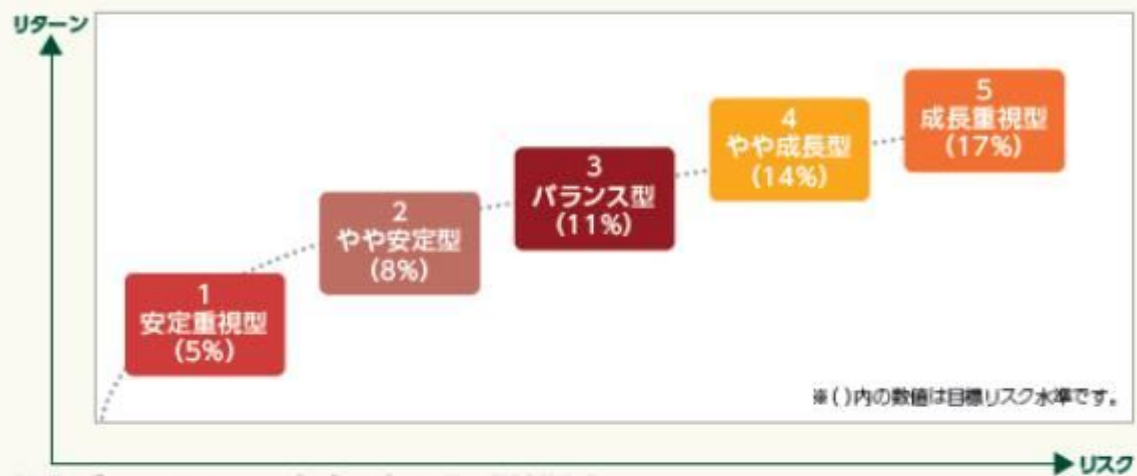 リターン
5
成長重視型
(17%)
4
やや成長型
(14%)
3
バランス型
(11%)
2
やや安定型
(8%)
1
安定重視型
(5%)
※( )内の数値は目標リスク水準です。
リスク